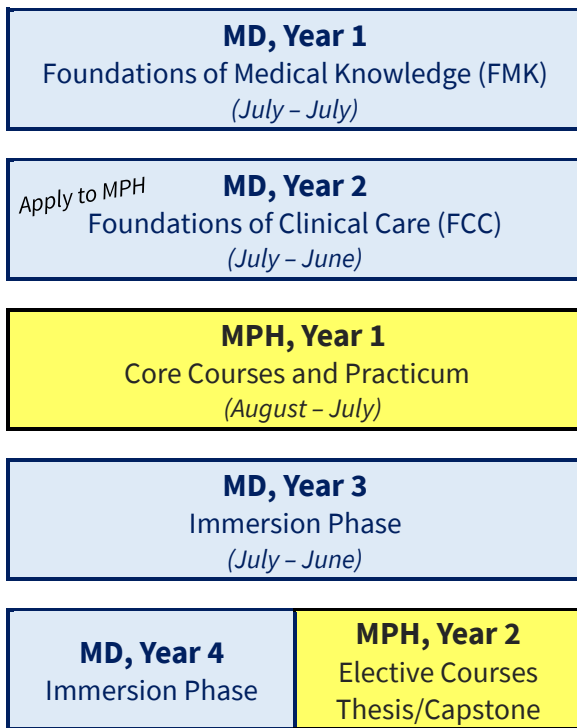 MD, Year 1
Foundations of Medical Knowledge (FMK)
(July – July)
Apply to MPH
MD, Year 2
Foundations of Clinical Care (FCC)
(July – June)
MPH, Year 1
Core Courses and Practicum
(August – July)
MD, Year 3
Immersion Phase
(July – June)
MD, Year 4
Immersion Phase
MPH, Year 2
Elective Courses
Thesis/Capstone